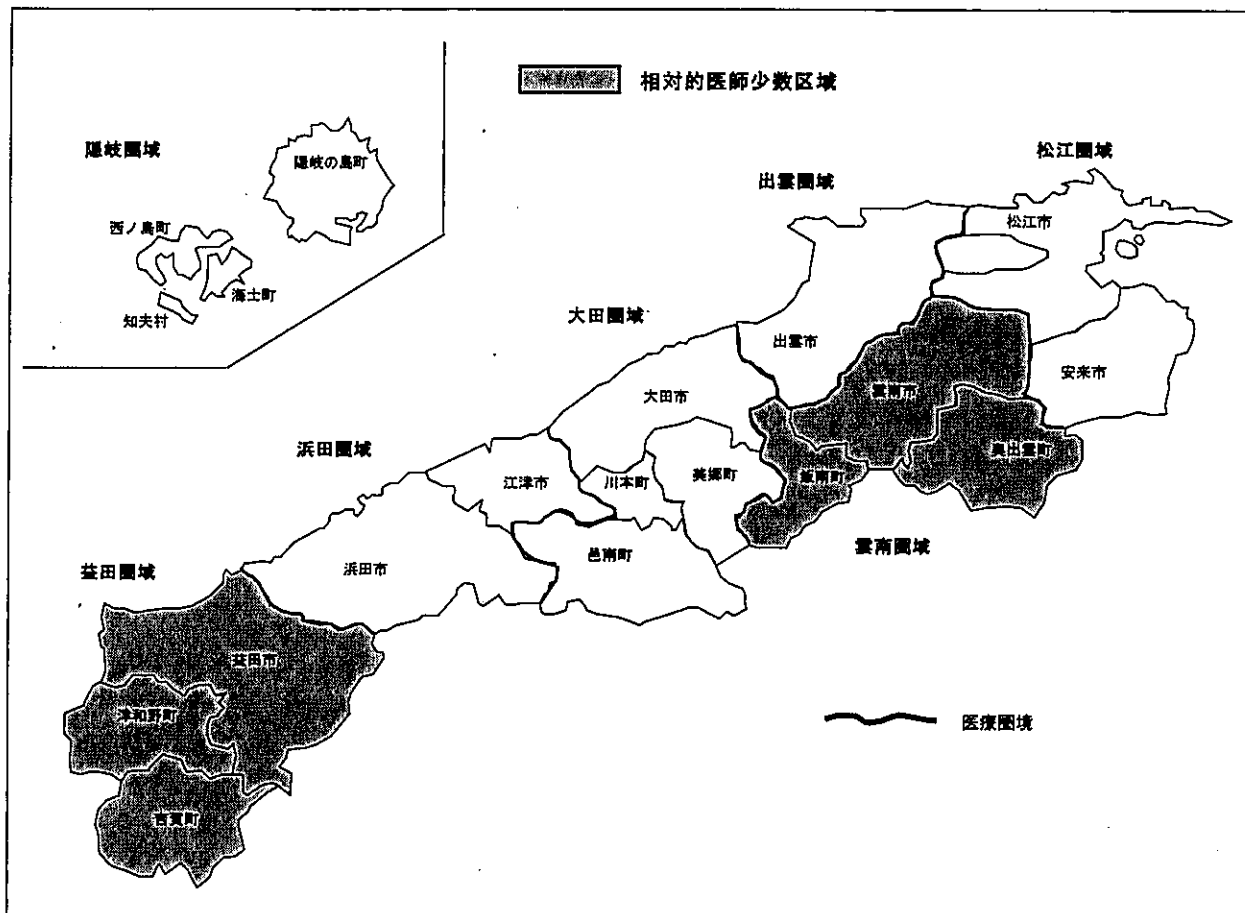 相対的医師少数区域
隠岐圏域
隠岐の島町
西ノ島町
海士町
知夫村
松江圏域
出雲圏域
松江市
大田圏域
出雲市
雲南市
安来市
大田市
奥出雲町
浜田圏域
江津市
川本町
美郷町
飯南町
雲南圏域
邑南町
浜田市
益田圏域
益田市
津和野町
吉賀町
医療圏境